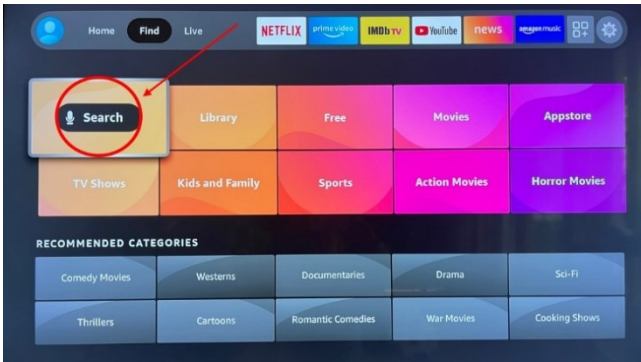 Home Find Live NETFLIX prime video IMDb TV YouTube news amazon music
Search Library Free Movies Appstore
TV Shows Kids and Family Sports Action Movies Horror Movies
RECOMMENDED CATEGORIES
Comedy Movies Westerns Documentaries Drama Sci-Fi
Thrillers Cartoons Romantic Comedies War Movies Cooking Shows